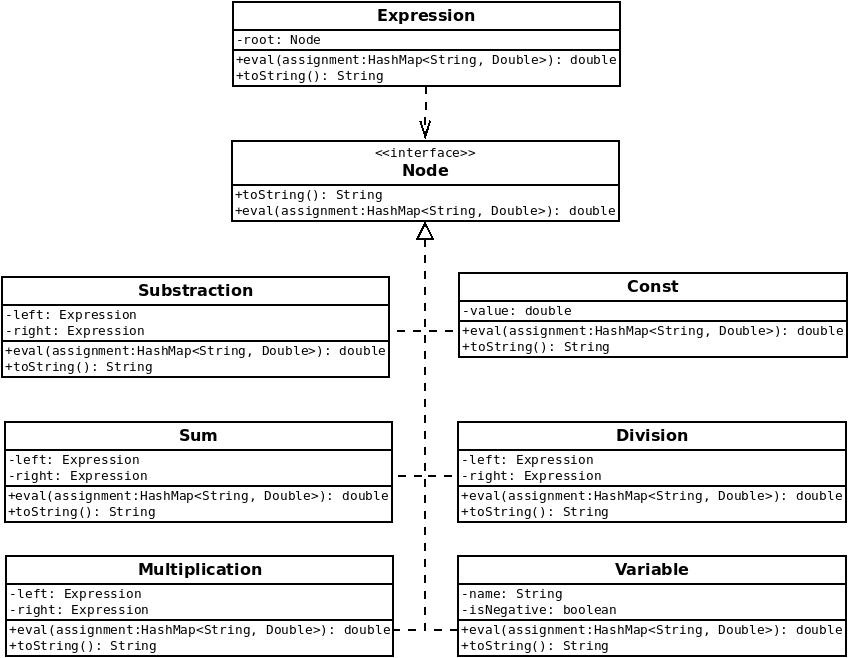 Expression
-root: Node
+eval(assignment:HashMap<String, Double>): double
+toString(): String
<<interface>>
Node
+toString(): String
+eval(assignment:HashMap<String, Double>): double
Substraction
-left: Expression
-right: Expression
+eval(assignment:HashMap<String, Double>): double
+toString(): String
Const
-value: double
+eval(assignment:HashMap<String, Double>): double
+toString(): String
Sum
-left: Expression
-right: Expression
+eval(assignment:HashMap<String, Double>): double
+toString(): String
Division
-left: Expression
-right: Expression
+eval(assignment:HashMap<String, Double>): double
+toString(): String
Multiplication
-left: Expression
-right: Expression
+eval(assignment:HashMap<String, Double>): double
+toString(): String
Variable
-name: String
-isNegative: boolean
+eval(assignment:HashMap<String, Double>): double
+toString(): String